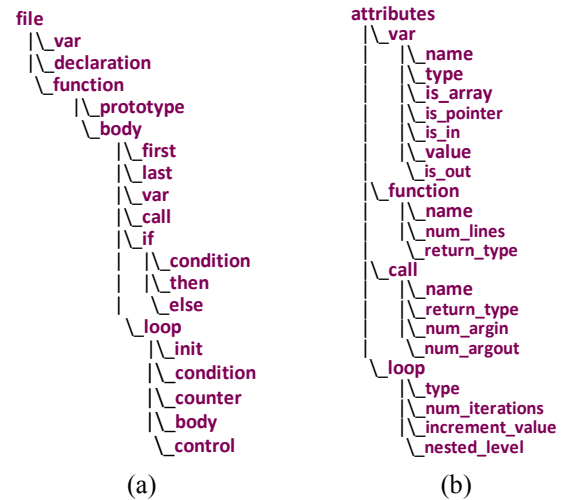 file
|\_var
|\_declaration
\_function
|\_prototype
\_body
|\_first
|\_last
|\_var
|\_call
|\_if
| |\_condition
| |\_then
| \_else
\_loop
|\_init
|\_condition
|\_counter
|\_body
\_control
(a)
attributes
|\_var
| |\_name
| |\_type
| |\_is_array
| |\_is_pointer
| |\_is_in
| |\_value
| \_is_out
|\_function
| |\_name
| |\_num_lines
| \_return_type
|\_call
| |\_name
| |\_return_type
| |\_num_argin
| \_num_argout
\_loop
|\_type
|\_num_iterations
|\_increment_value
\_nested_level
(b)